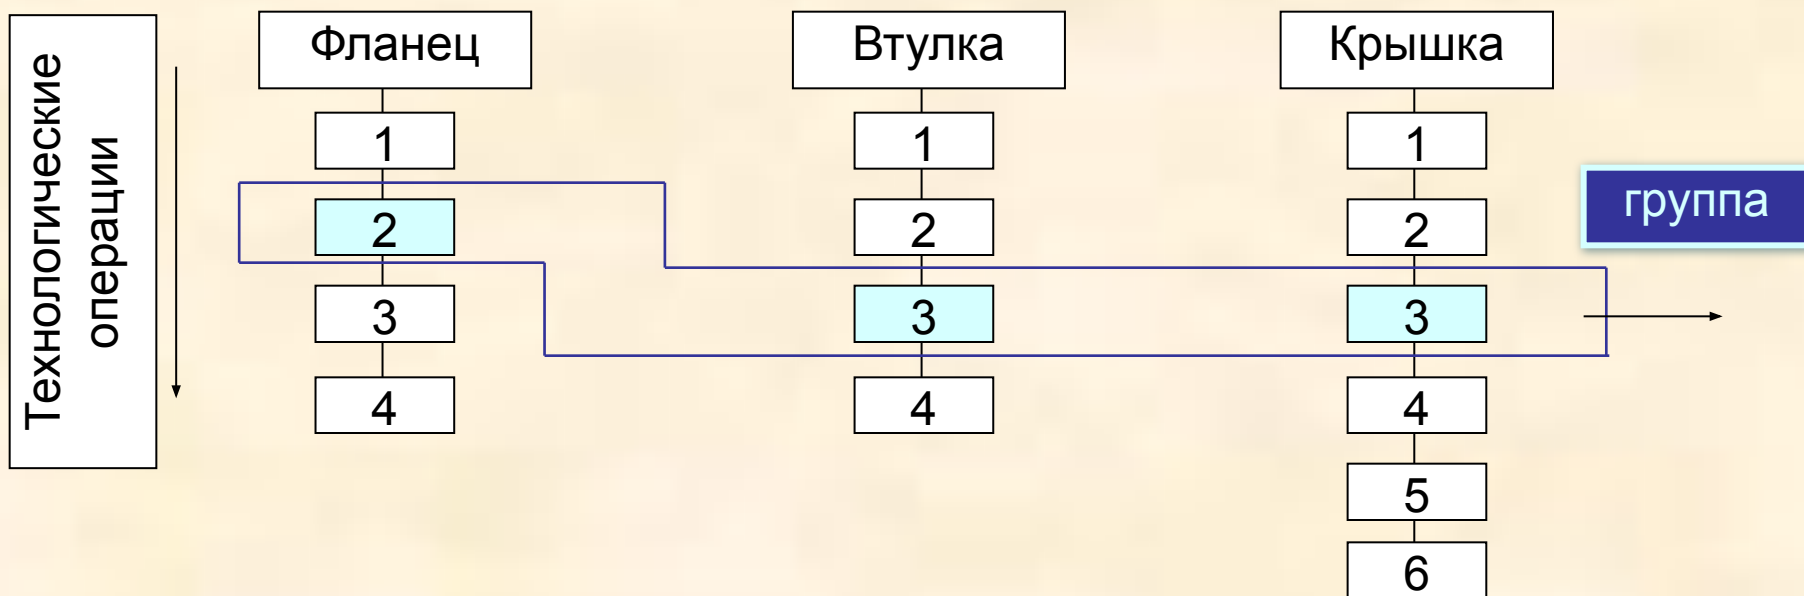 Технологические
операции
Фланец
1
2
3
4
Втулка
1
2
3
4
Крышка
1
2
3
4
5
6
группа